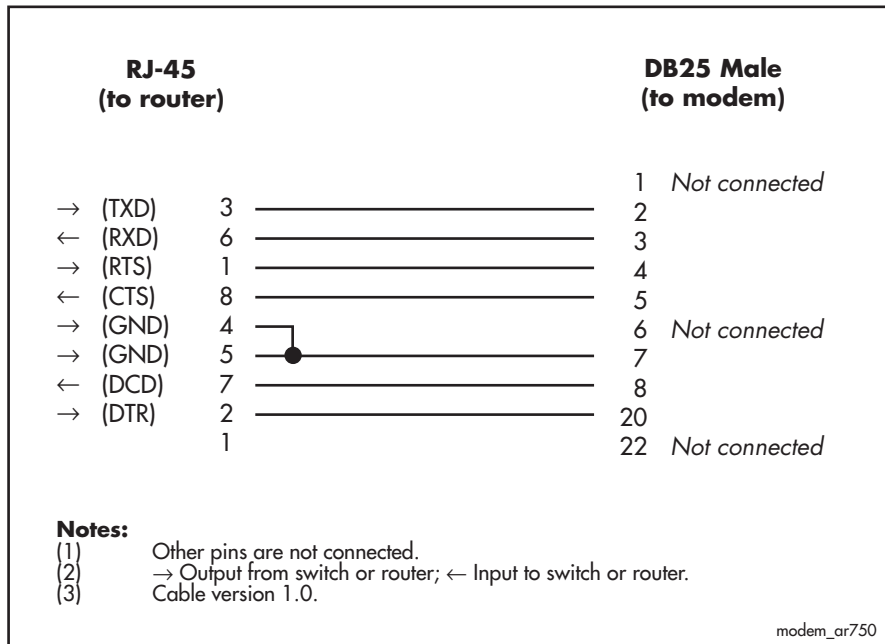 RJ-45 DB25 Male
(to router) (to modem)
1 Not connected
→ (TXD) 3 2
← (RXD) 6 3
→ (RTS) 1 4
← (CTS) 8 5
→ (GND) 4 6 Not connected
→ (GND) 5 7
← (DCD) 7 8
→ (DTR) 2 20
1 22 Not connected
Notes:
(1) Other pins are not connected.
(2) → Output from switch or router; ← Input to switch or router.
(3) Cable version 1.0.
modem_ar750